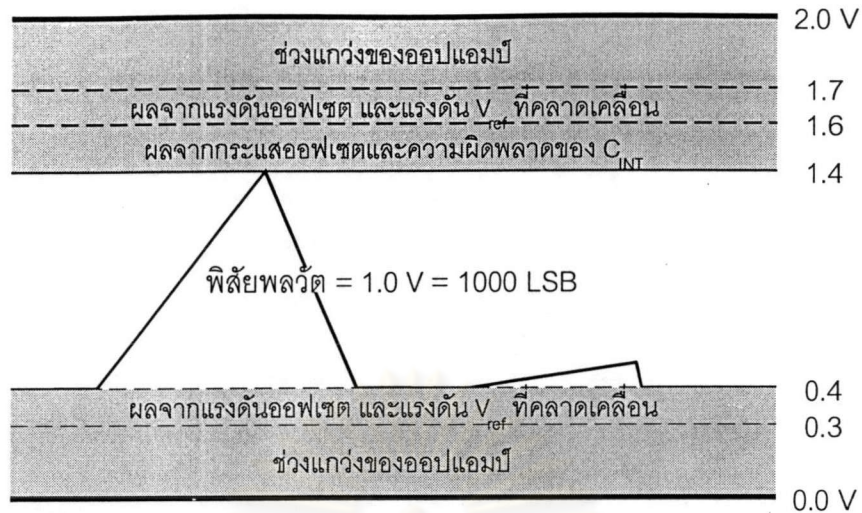 2.0 V
ช่วงแกว่งของออปแอมป์
1.7
ผลจากแรงดันออฟเซต และแรงดัน Vref ที่คลาดเคลื่อน
1.6
ผลจากกระแสออฟเซตและความผิดพลาดของ CINT
1.4
พิสัยพลวัต = 1.0 V = 1000 LSB
0.4
ผลจากแรงดันออฟเซต และแรงดัน Vref ที่คลาดเคลื่อน
0.3
ช่วงแกว่งของออปแอมป์
0.0 V